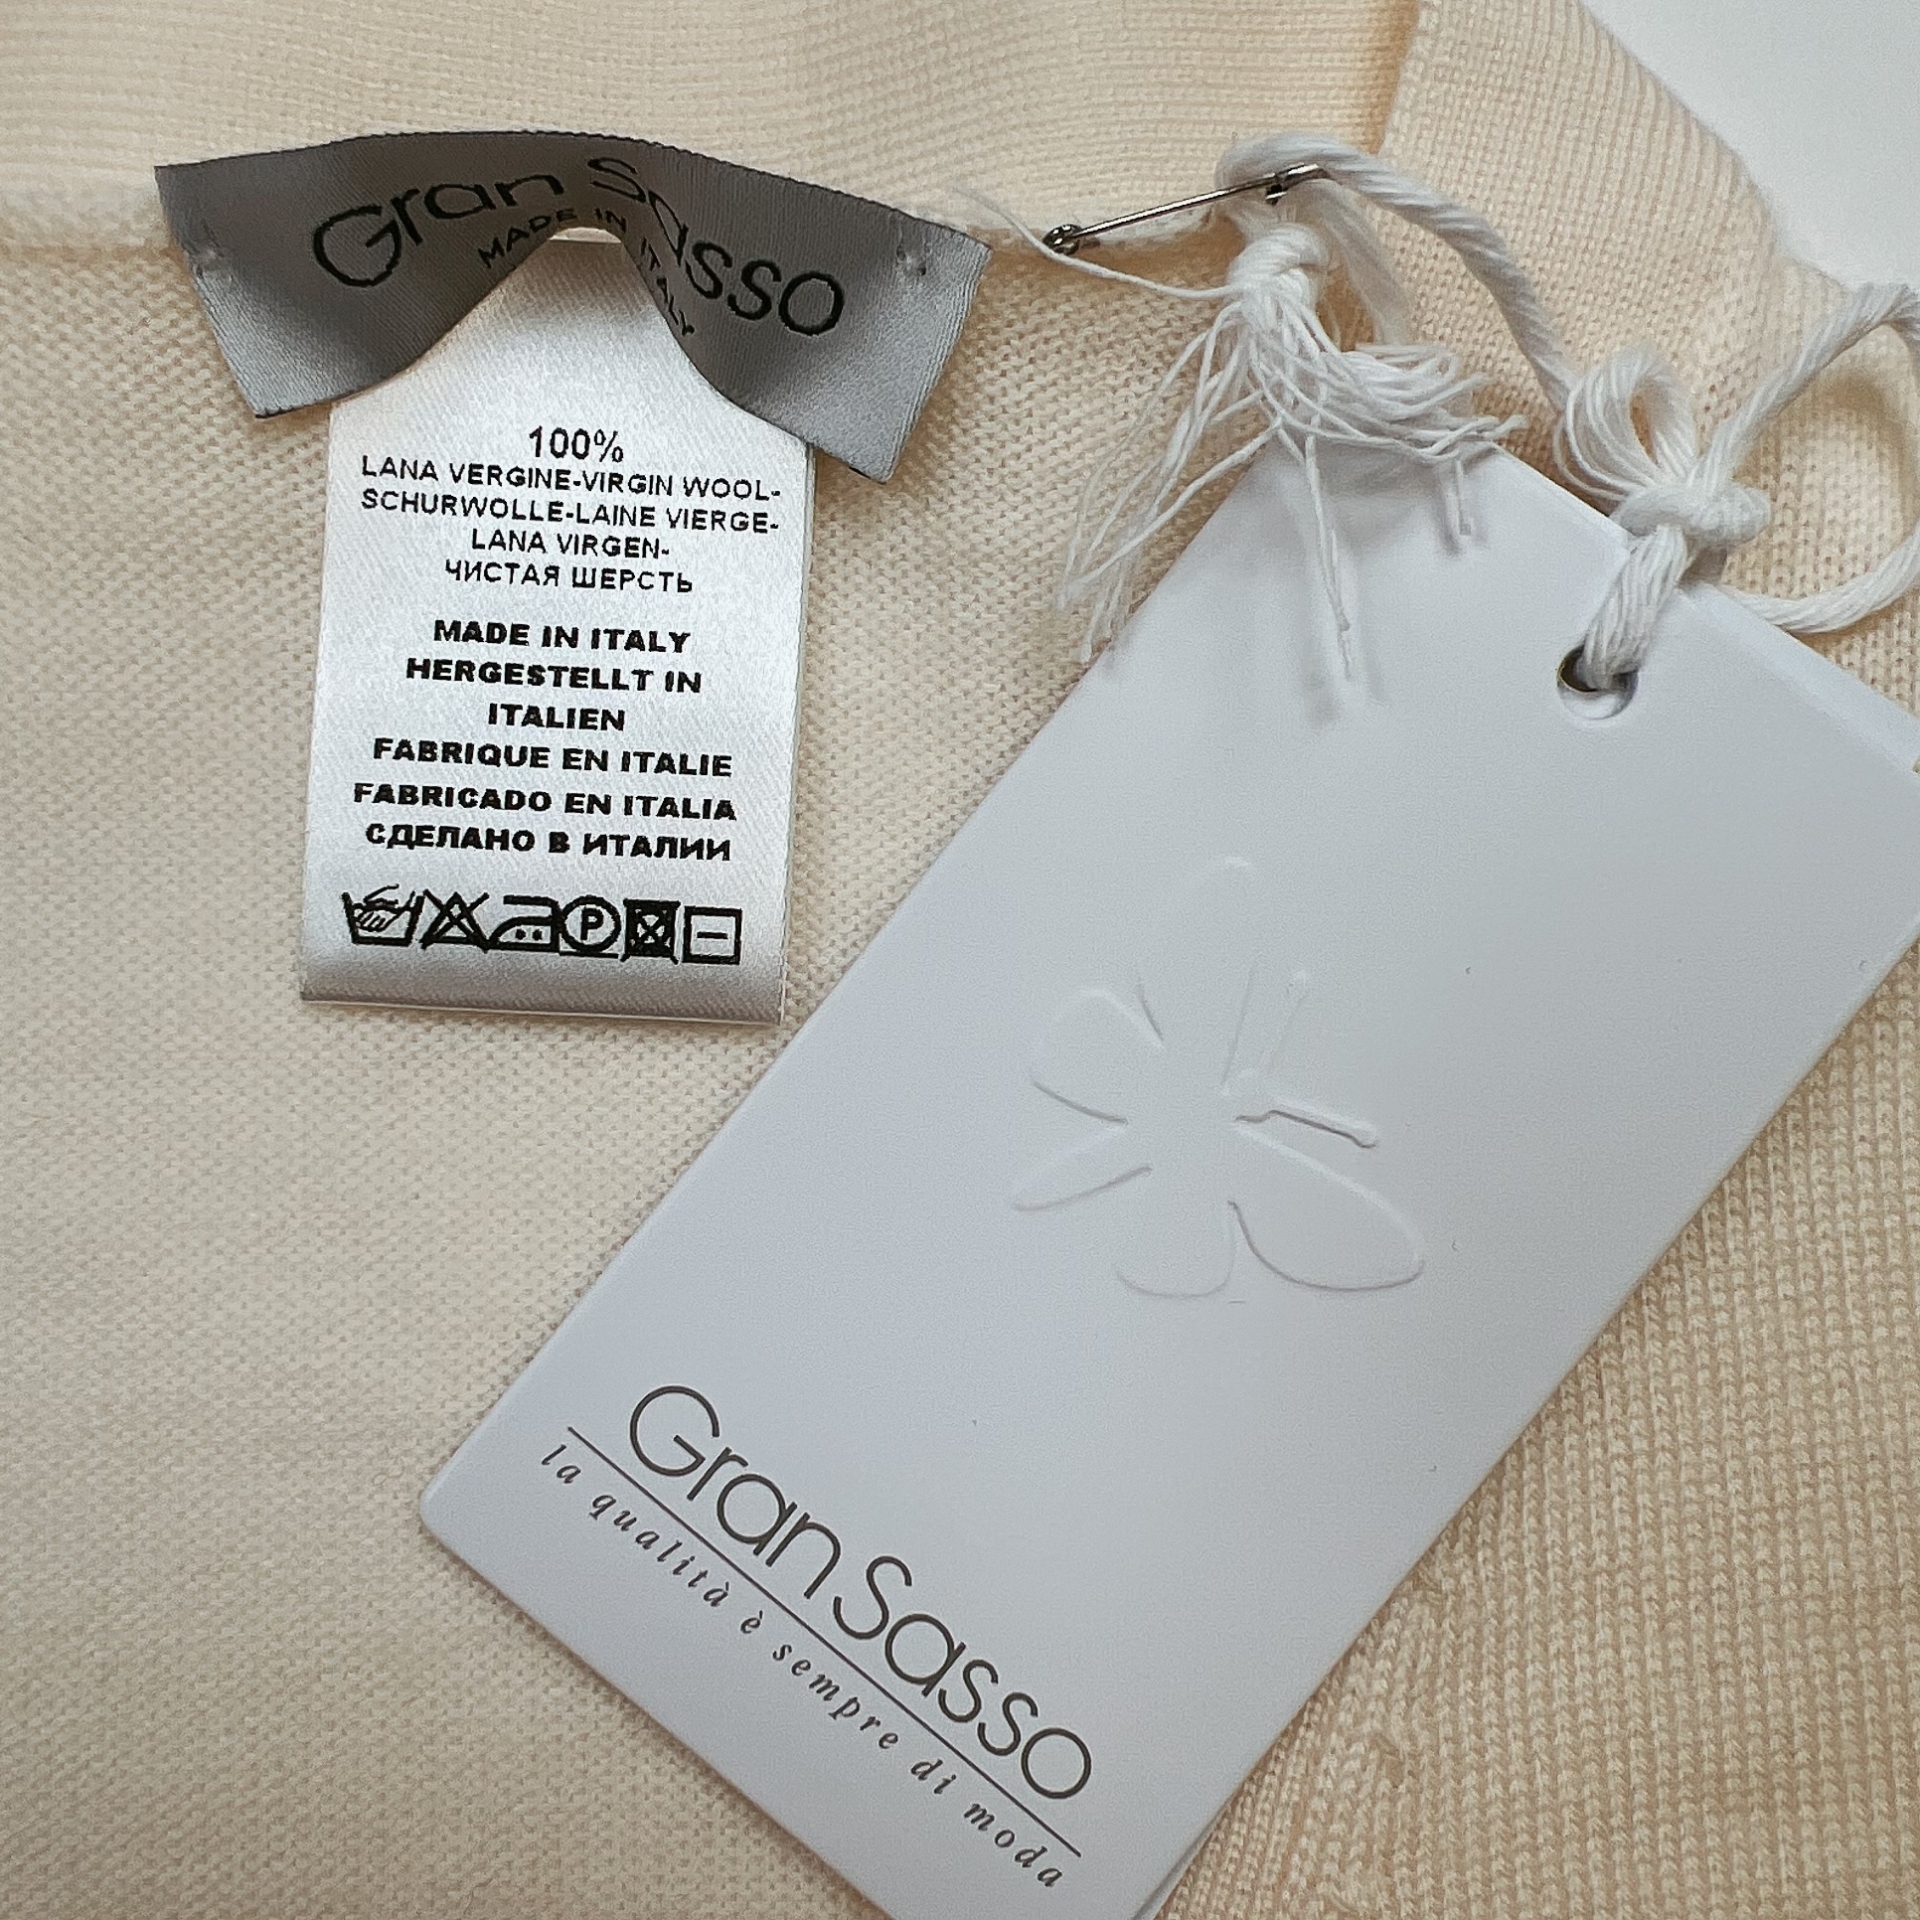 Gran Sasso
MADE IN ITALY
100%
LANA VERGINE-VIRGIN WOOL-
SCHURWOLLE-LAINE VIERGE-
LANA VIRGEN-
ЧИСТАЯ ШЕРСТЬ
MADE IN ITALY
HERGESTELLT IN
ITALIEN
FABRIQUE EN ITALIE
FABRICADO EN ITALIA
СДЕЛАНО В ИТАЛИИ
P
Gran Sasso
la qualità è sempre di moda